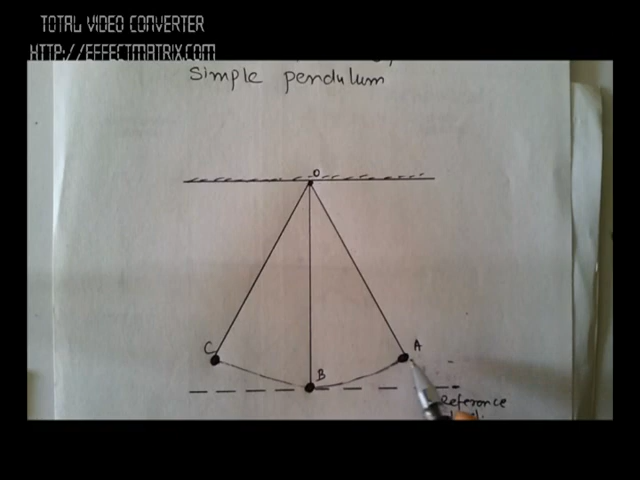 TOTAL VIDEO CONVERTER
HTTP://EFFECTMATRIX.COM
Simple pendulum
O
C
A
B
Reference